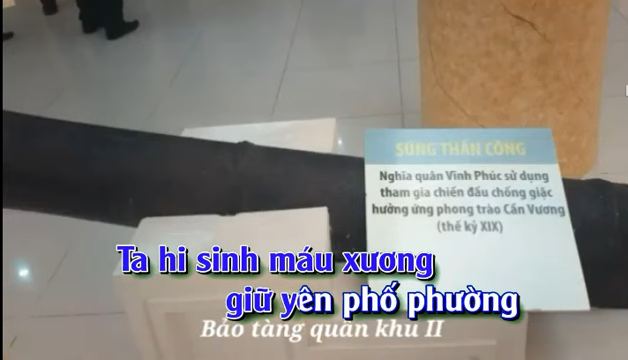 SÚNG THẦN CÔNG
Nghĩa quân Vĩnh Phúc sử dụng
tham gia chiến đấu chống giặc
hưởng ứng phong trào Cần Vương
(thế kỷ XIX)
Ta hi sinh máu xương
giữ yên phố phường
Bảo tàng quân khu II